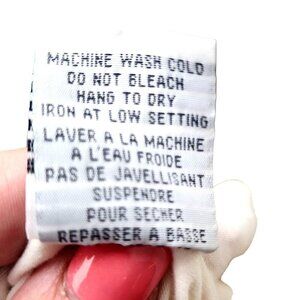 MACHINE WASH COLD
DO NOT BLEACH
HANG TO DRY
IRON AT LOW SETTING
LAVER A LA MACHINE
A L'EAU FROIDE
PAS DE JAVELLISANT
SUSPENDRE
POUR SECHER
REPASSER A BASSE